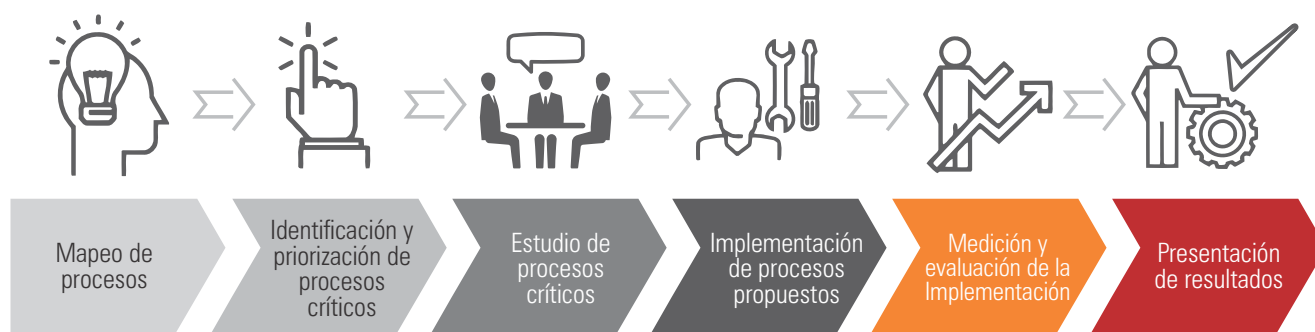 Mapeo de
procesos
Identificación y
priorización de
procesos
críticos
Estudio de
procesos
críticos
Implementación
de procesos
propuestos
Medición y
evaluación de la
Implementación
Presentación
de resultados